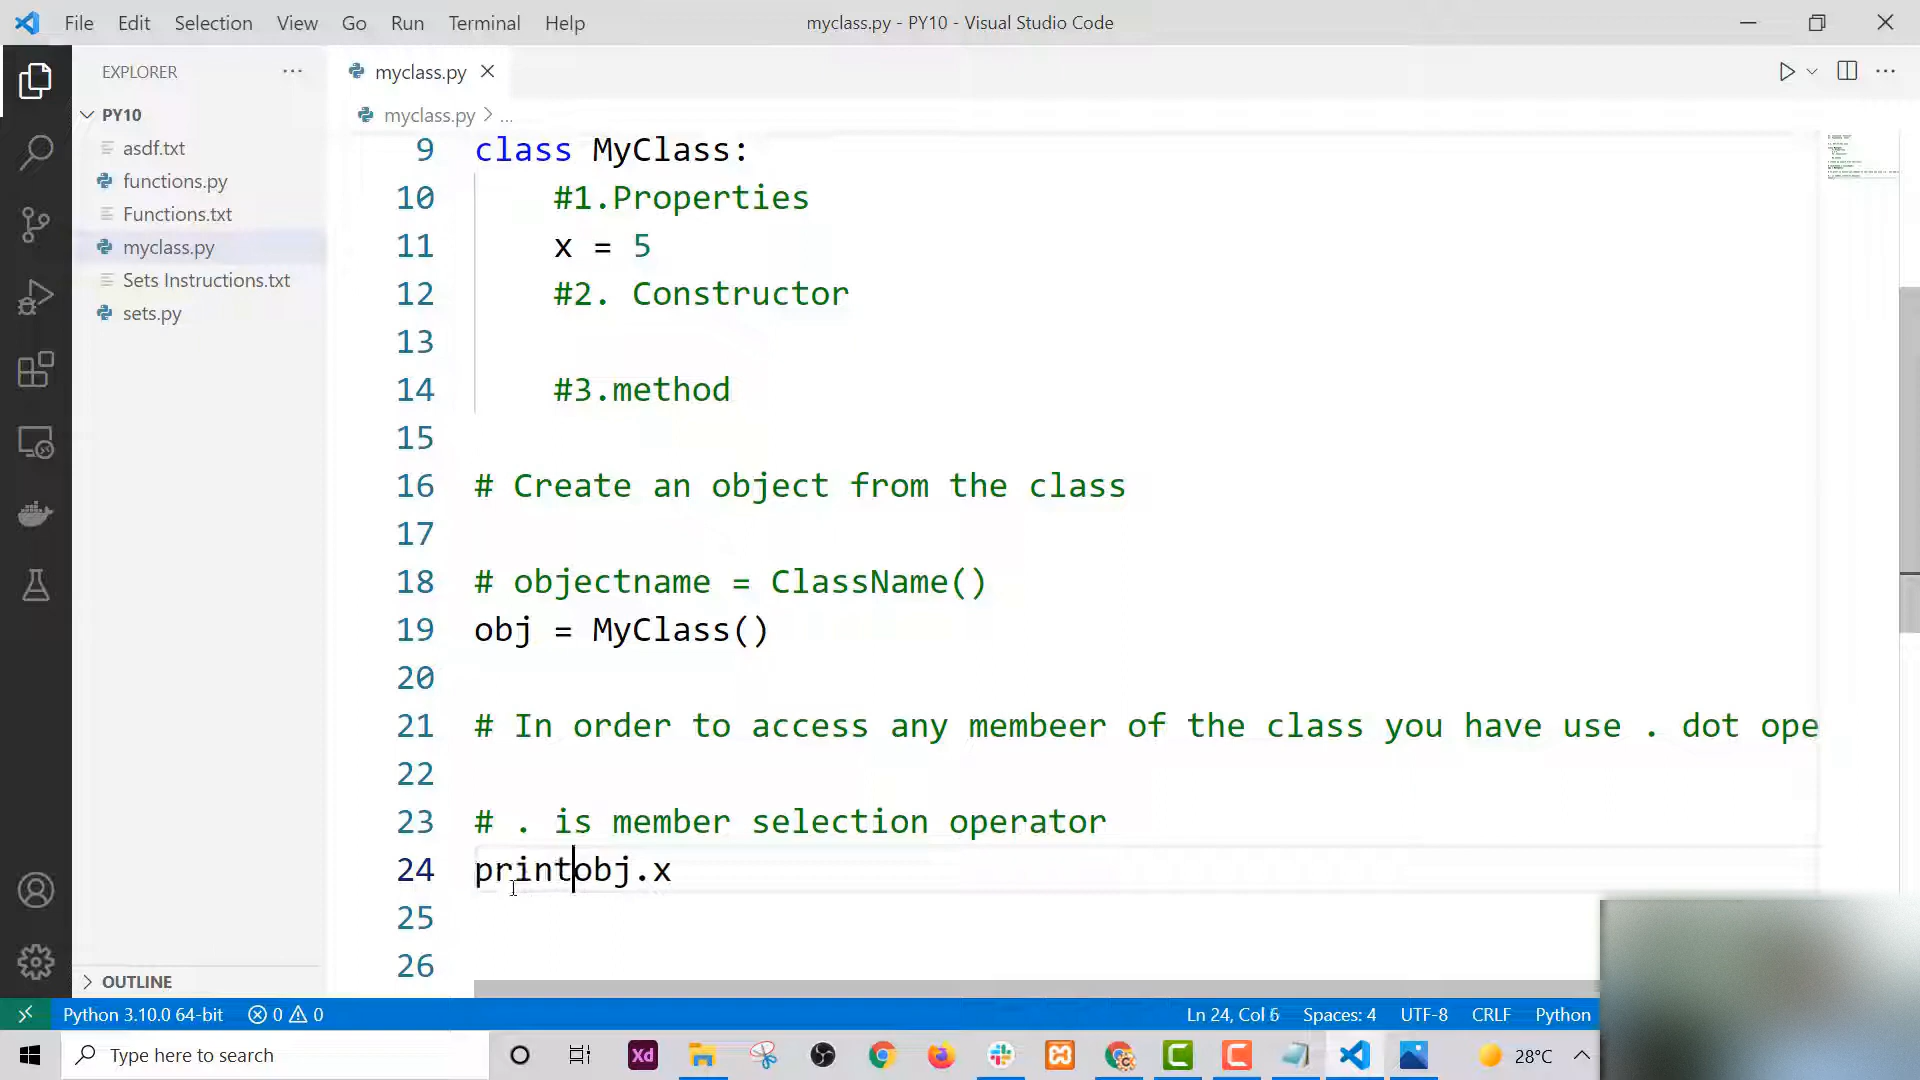 File Edit Selection View Go Run Terminal Help
myclass.py - PY10 - Visual Studio Code
EXPLORER
PY10
asdf.txt
functions.py
Functions.txt
myclass.py
Sets Instructions.txt
sets.py
OUTLINE
myclass.py
myclass.py > ...
9 class MyClass:
10 #1.Properties
11 x = 5
12 #2. Constructor
13
14 #3.method
15
16 # Create an object from the class
17
18 # objectname = ClassName()
19 obj = MyClass()
20
21 # In order to access any membeer of the class you have use . dot ope
22
23 # . is member selection operator
24 printobj.x
25
26
Python 3.10.0 64-bit 0 0 Ln 24, Col 6 Spaces: 4 UTF-8 CRLF Python
Type here to search
Xd
28°C